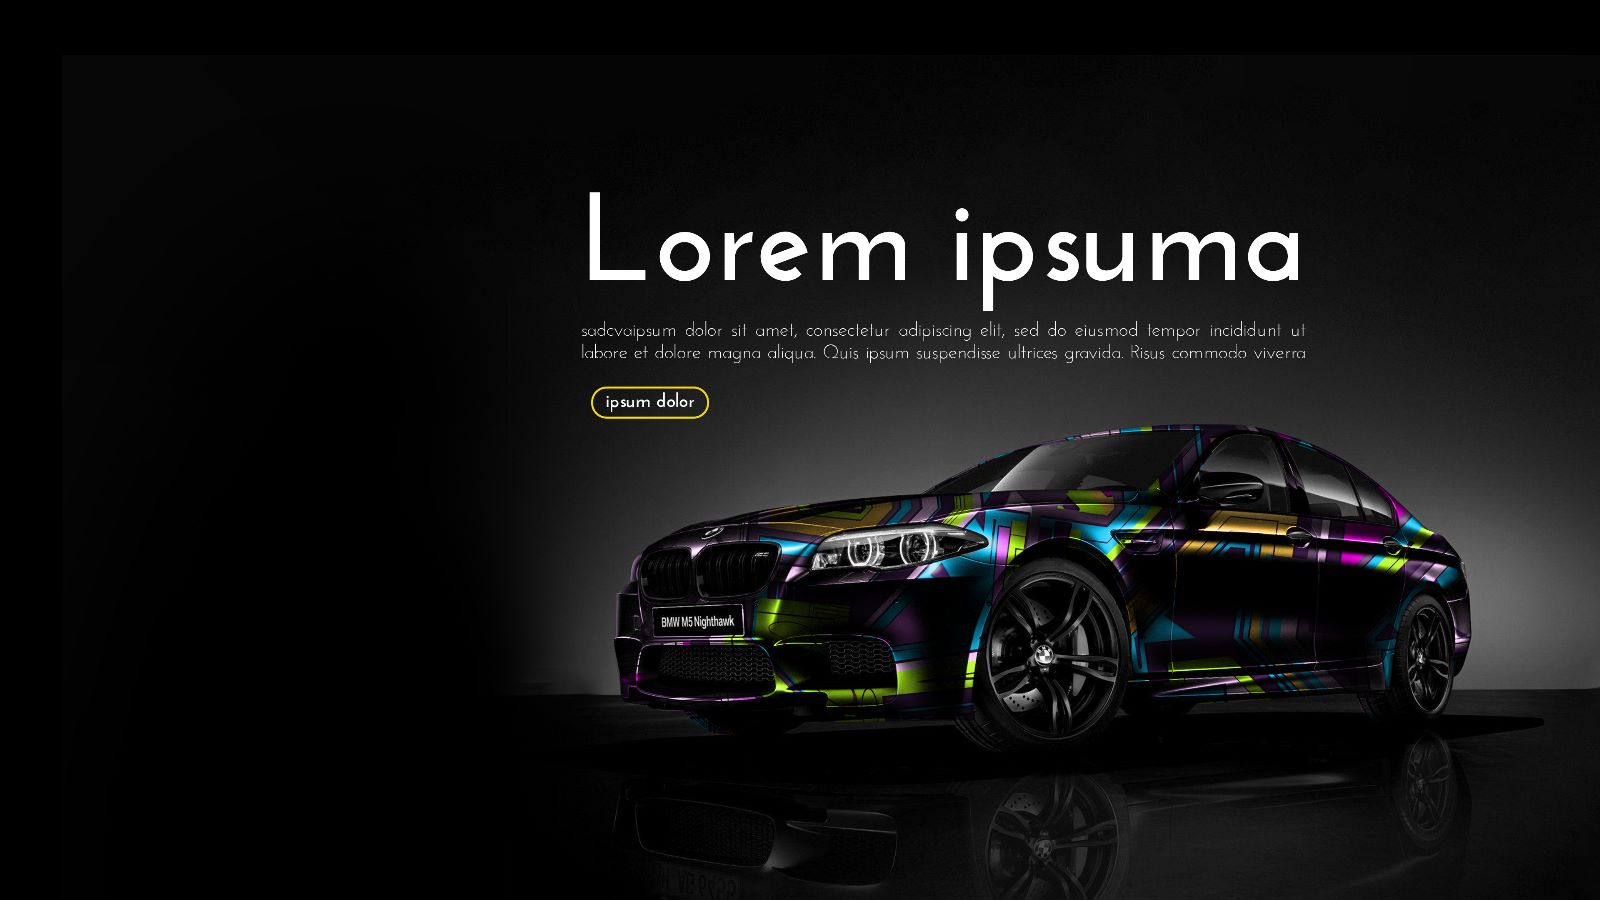 Lorem ipsuma
sadcvaipsum dolor sit amet, consectetur adipiscing elit, sed do eiusmod tempor incididunt ut
labore et dolore magna aliqua. Quis ipsum suspendisse ultrices gravida. Risus commodo viverra
ipsum dolor
BMW M5 Nighthawk